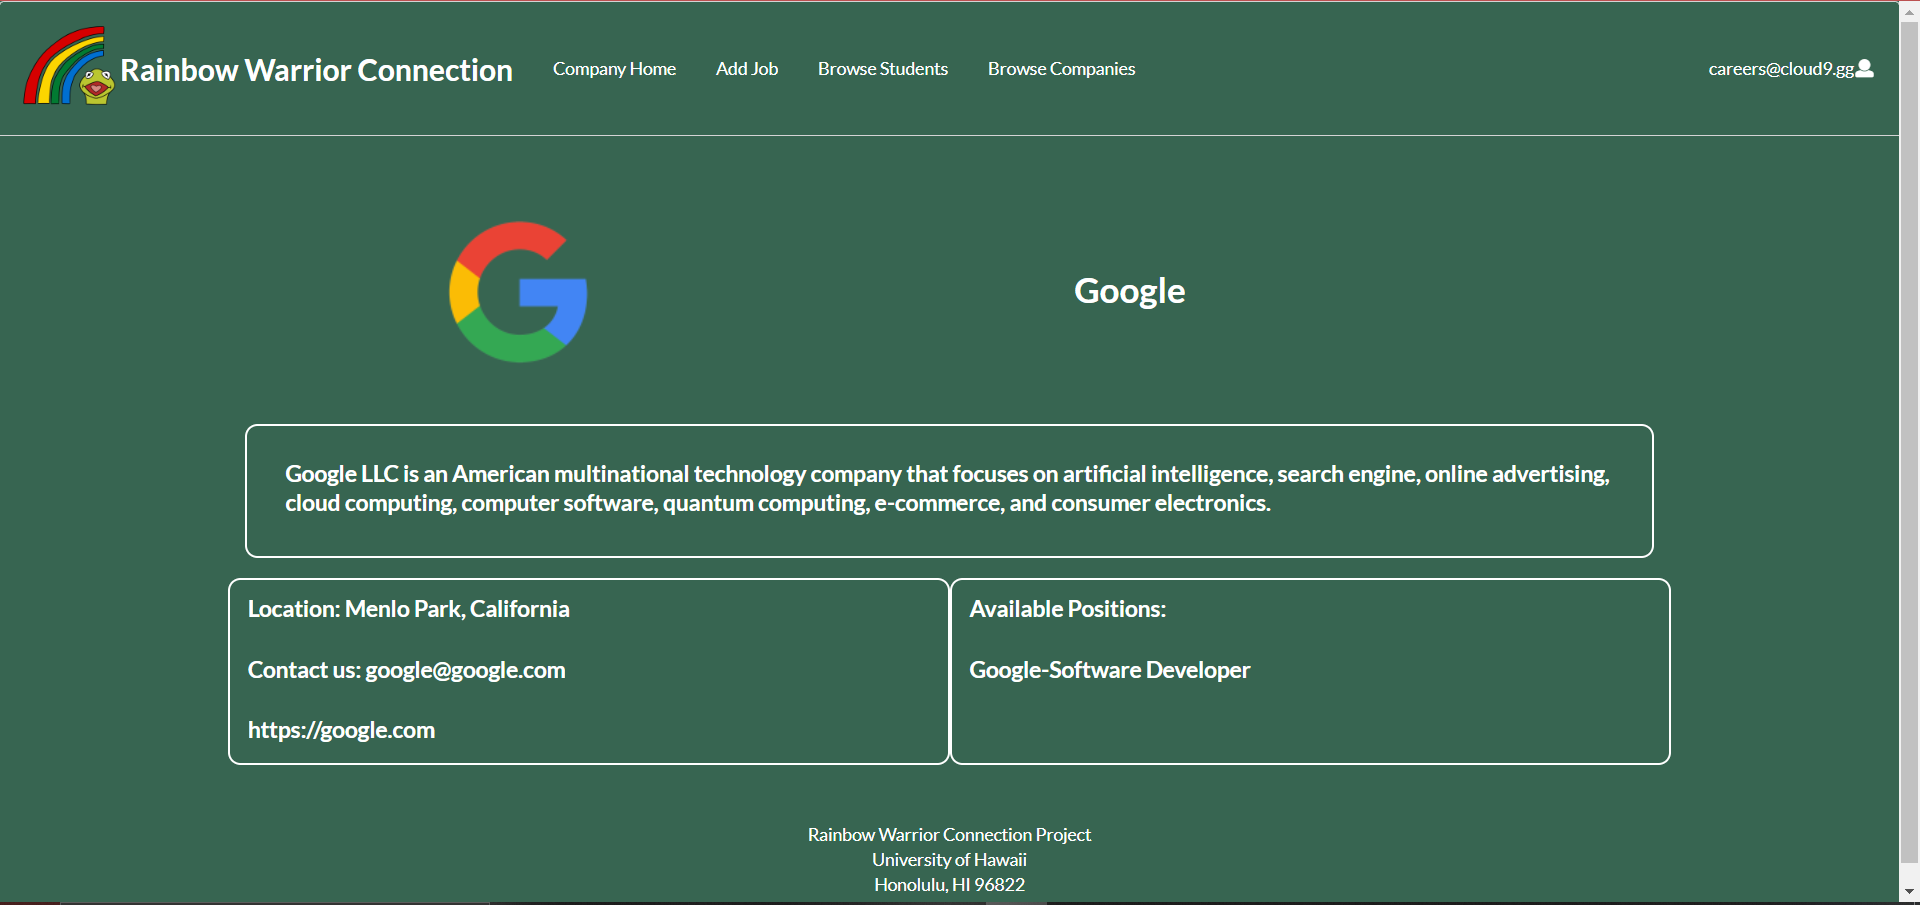 Rainbow Warrior Connection
Company Home
Add Job
Browse Students
Browse Companies
careers@cloud9.gg
Google
Google LLC is an American multinational technology company that focuses on artificial intelligence, search engine, online advertising,
cloud computing, computer software, quantum computing, e-commerce, and consumer electronics.
Location: Menlo Park, California
Contact us: google@google.com
https://google.com
Available Positions:
Google-Software Developer
Rainbow Warrior Connection Project
University of Hawaii
Honolulu, HI 96822